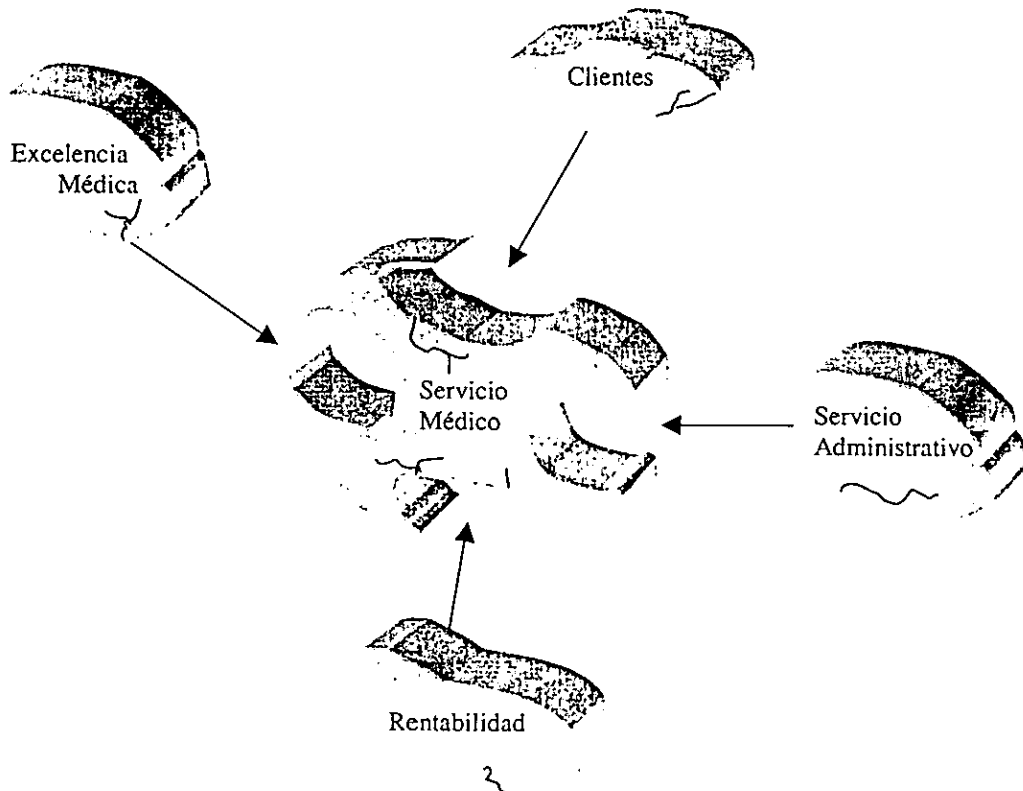 Clientes
Excelencia
Médica
Servicio
Médico
Servicio
Administrativo
Rentabilidad